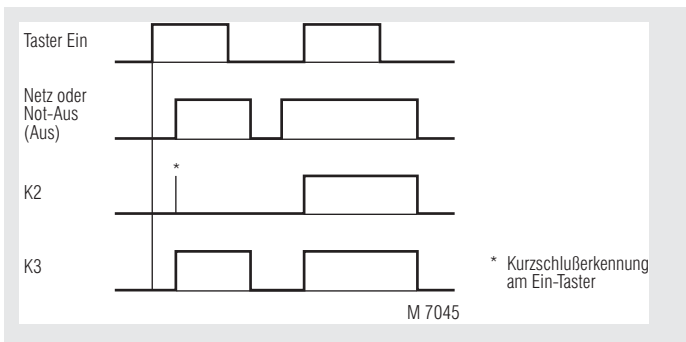 Taster Ein
Netz oder
Not-Aus
(Aus)
*
K2
K3
* Kurzschlußerkennung
am Ein-Taster
M 7045